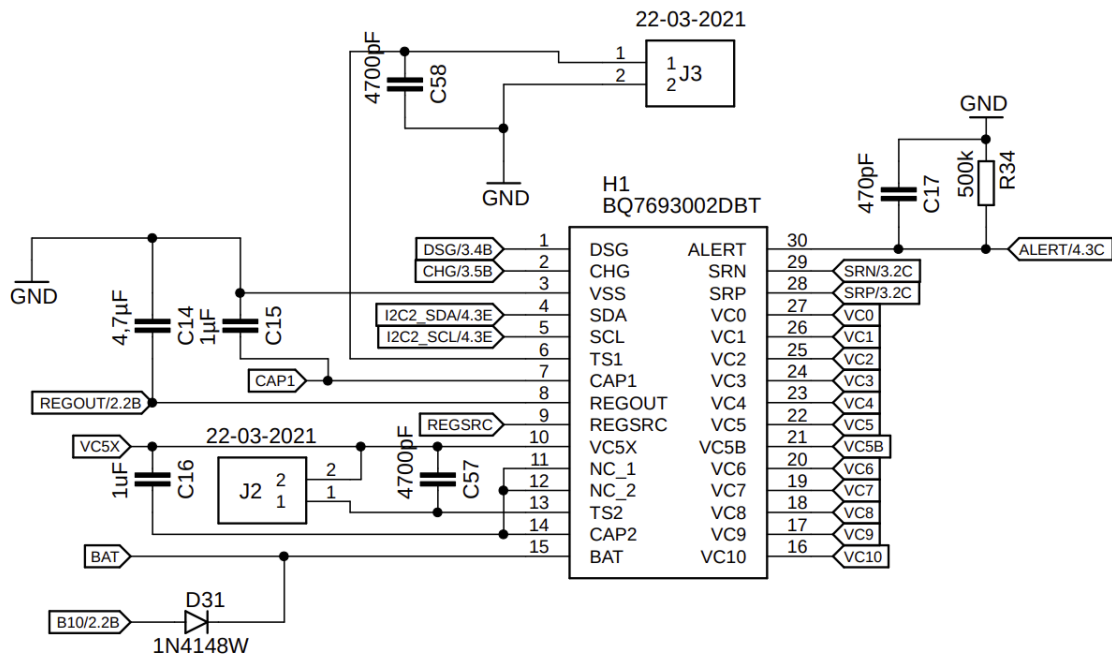 22-03-2021
4700pF
C58
1
2
1
2
J3
GND
GND
470pF
C17
500k
R34
H1
BQ7693002DBT
DSG/3.4B
1
DSG
ALERT
30
ALERT/4.3C
CHG/3.5B
2
CHG
SRN
29
SRN/3.2C
GND
3
VSS
SRP
28
SRP/3.2C
I2C2_SDA/4.3E
4
SDA
VC0
27
VC0
4,7µF
C14
1µF
C15
I2C2_SCL/4.3E
5
SCL
VC1
26
VC1
6
TS1
VC2
25
VC2
CAP1
7
CAP1
VC3
24
VC3
REGOUT/2.2B
8
REGOUT
VC4
23
VC4
REGSRC
9
REGSRC
VC5
22
VC5
VC5X
22-03-2021
10
VC5X
VC5B
21
VC5B
1uF
C16
J2
2
1
2
1
4700pF
C57
11
NC_1
VC6
20
VC6
12
NC_2
VC7
19
VC7
13
TS2
VC8
18
VC8
14
CAP2
VC9
17
VC9
BAT
15
BAT
VC10
16
VC10
B10/2.2B
D31
1N4148W